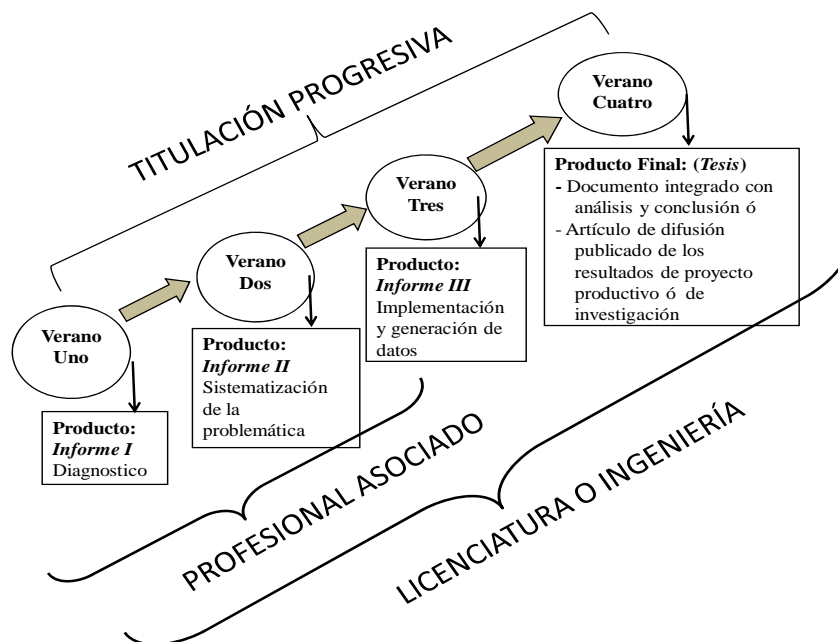 TITULACIÓN PROGRESIVA
Verano
Uno
Producto:
Informe I
Diagnostico
Verano
Dos
Producto:
Informe II
Sistematización
de la
problemática
Verano
Tres
Producto:
Informe III
Implementación
y generación de
datos
Verano
Cuatro
Producto Final: (Tesis)
- Documento integrado con
análisis y conclusión ó
- Artículo de difusión
publicado de los
resultados de proyecto
productivo ó de
investigación
PROFESIONAL ASOCIADO
LICENCIATURA O INGENIERÍA